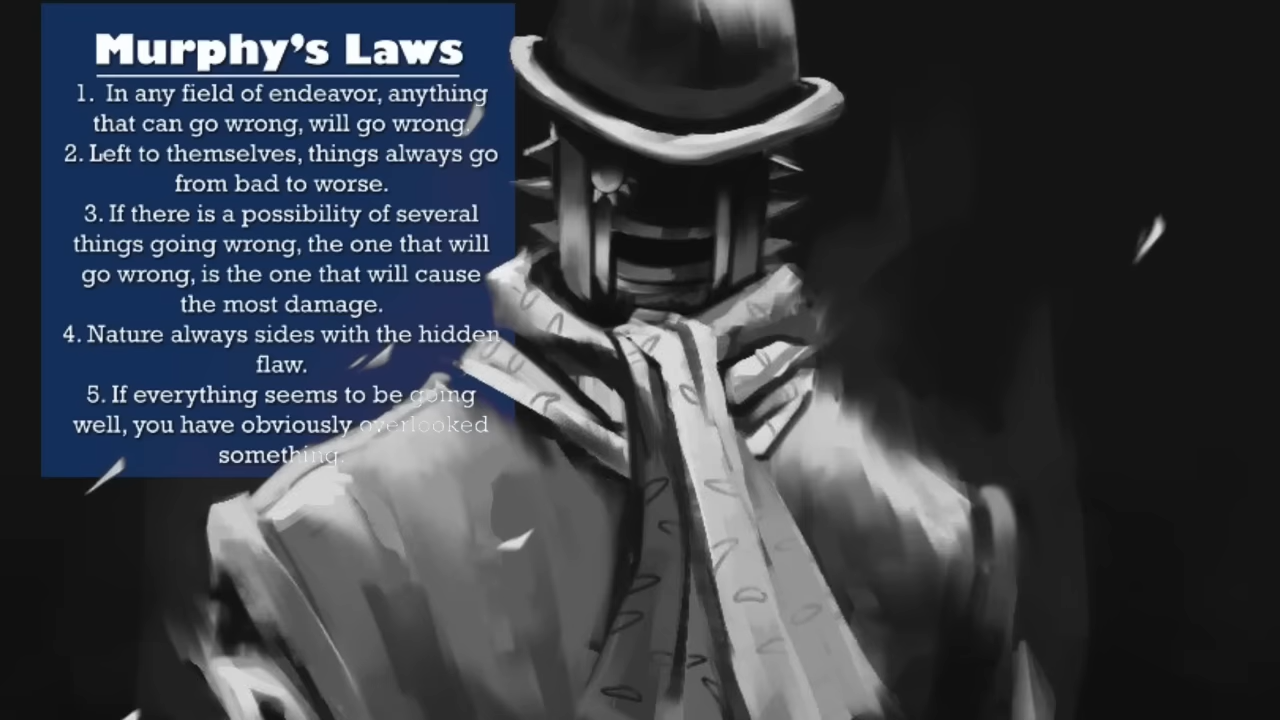 Murphy's Laws
1. In any field of endeavor, anything
that can go wrong, will go wrong.
2. Left to themselves, things always go
from bad to worse.
3. If there is a possibility of several
things going wrong, the one that will
go wrong, is the one that will cause
the most damage.
4. Nature always sides with the hidden
flaw.
5. If everything seems to be going
well, you have obviously overlooked
something.